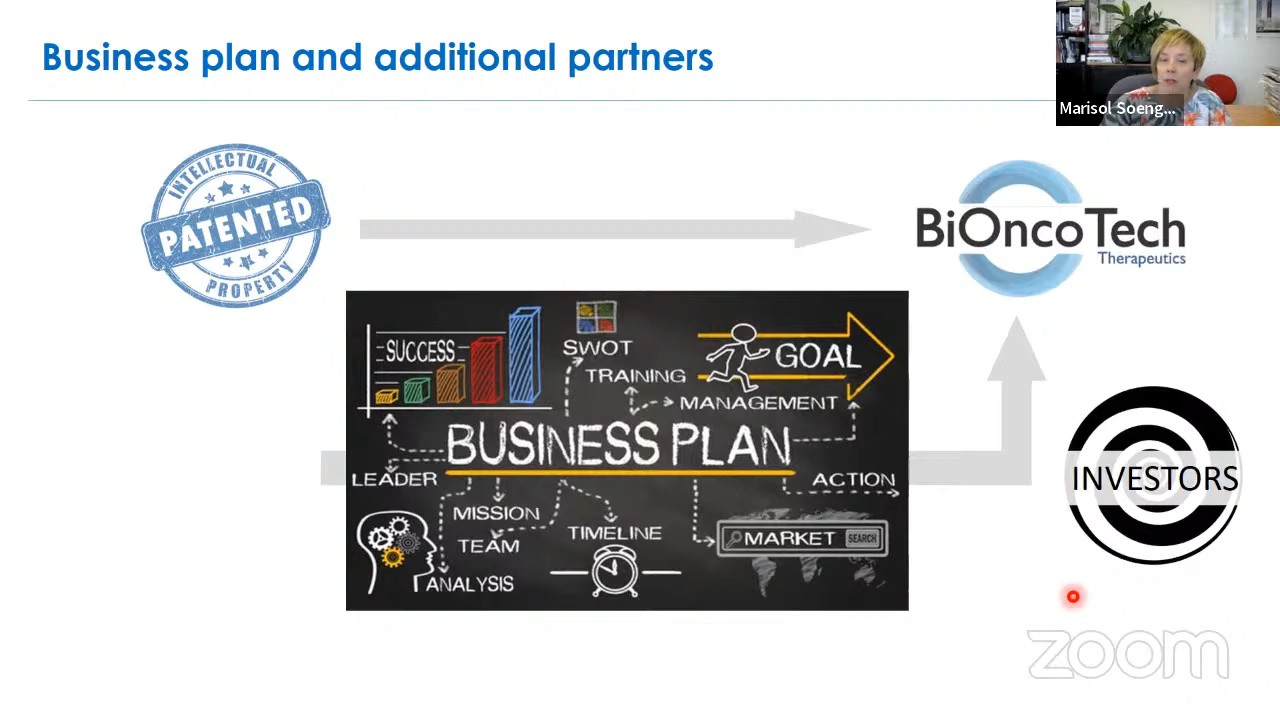 Business plan and additional partners
Marisol Soeng...
INTELLECTUAL
PATENTED
PROPERTY
BiOncoTech
Therapeutics
SUCCESS
SWOT
TRAINING
GOAL
MANAGEMENT
BUSINESS PLAN
LEADER
ACTION
MISSION
TEAM
TIMELINE
MARKET
SEARCH
ANALYSIS
INVESTORS
zoom